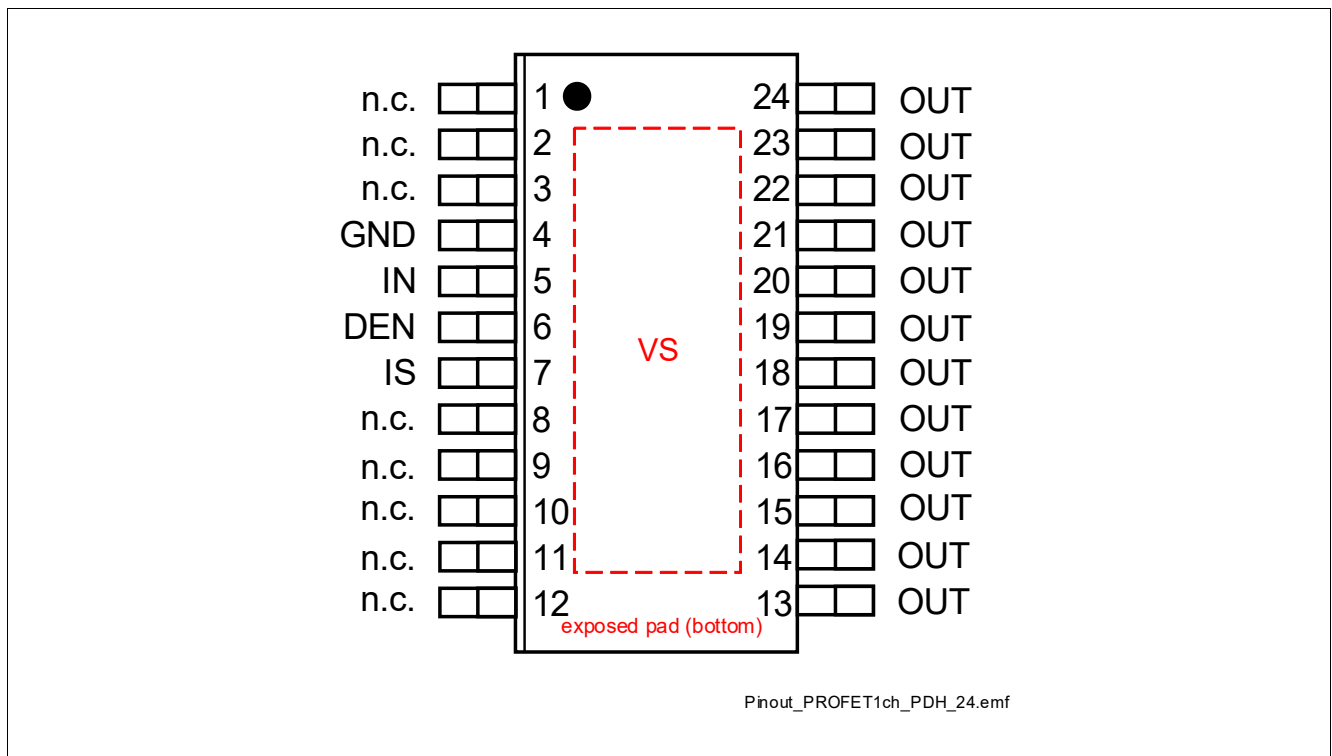 n.c. 1 24 OUT
n.c. 2 23 OUT
n.c. 3 22 OUT
GND 4 21 OUT
IN 5 20 OUT
DEN 6 19 OUT
VS
IS 7 18 OUT
n.c. 8 17 OUT
n.c. 9 16 OUT
n.c. 10 15 OUT
n.c. 11 14 OUT
n.c. 12 13 OUT
exposed pad (bottom)
Pinout_PROFET1ch_PDH_24.emf